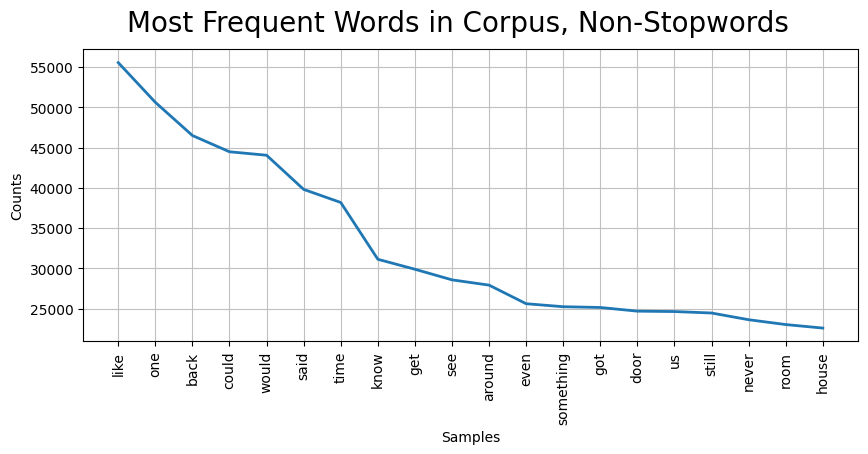 Most Frequent Words in Corpus, Non-Stopwords
55000
50000
45000
40000
35000
30000
25000
Counts
like
one
back
could
would
said
time
know
get
see
around
even
something
got
door
us
still
never
room
house
Samples